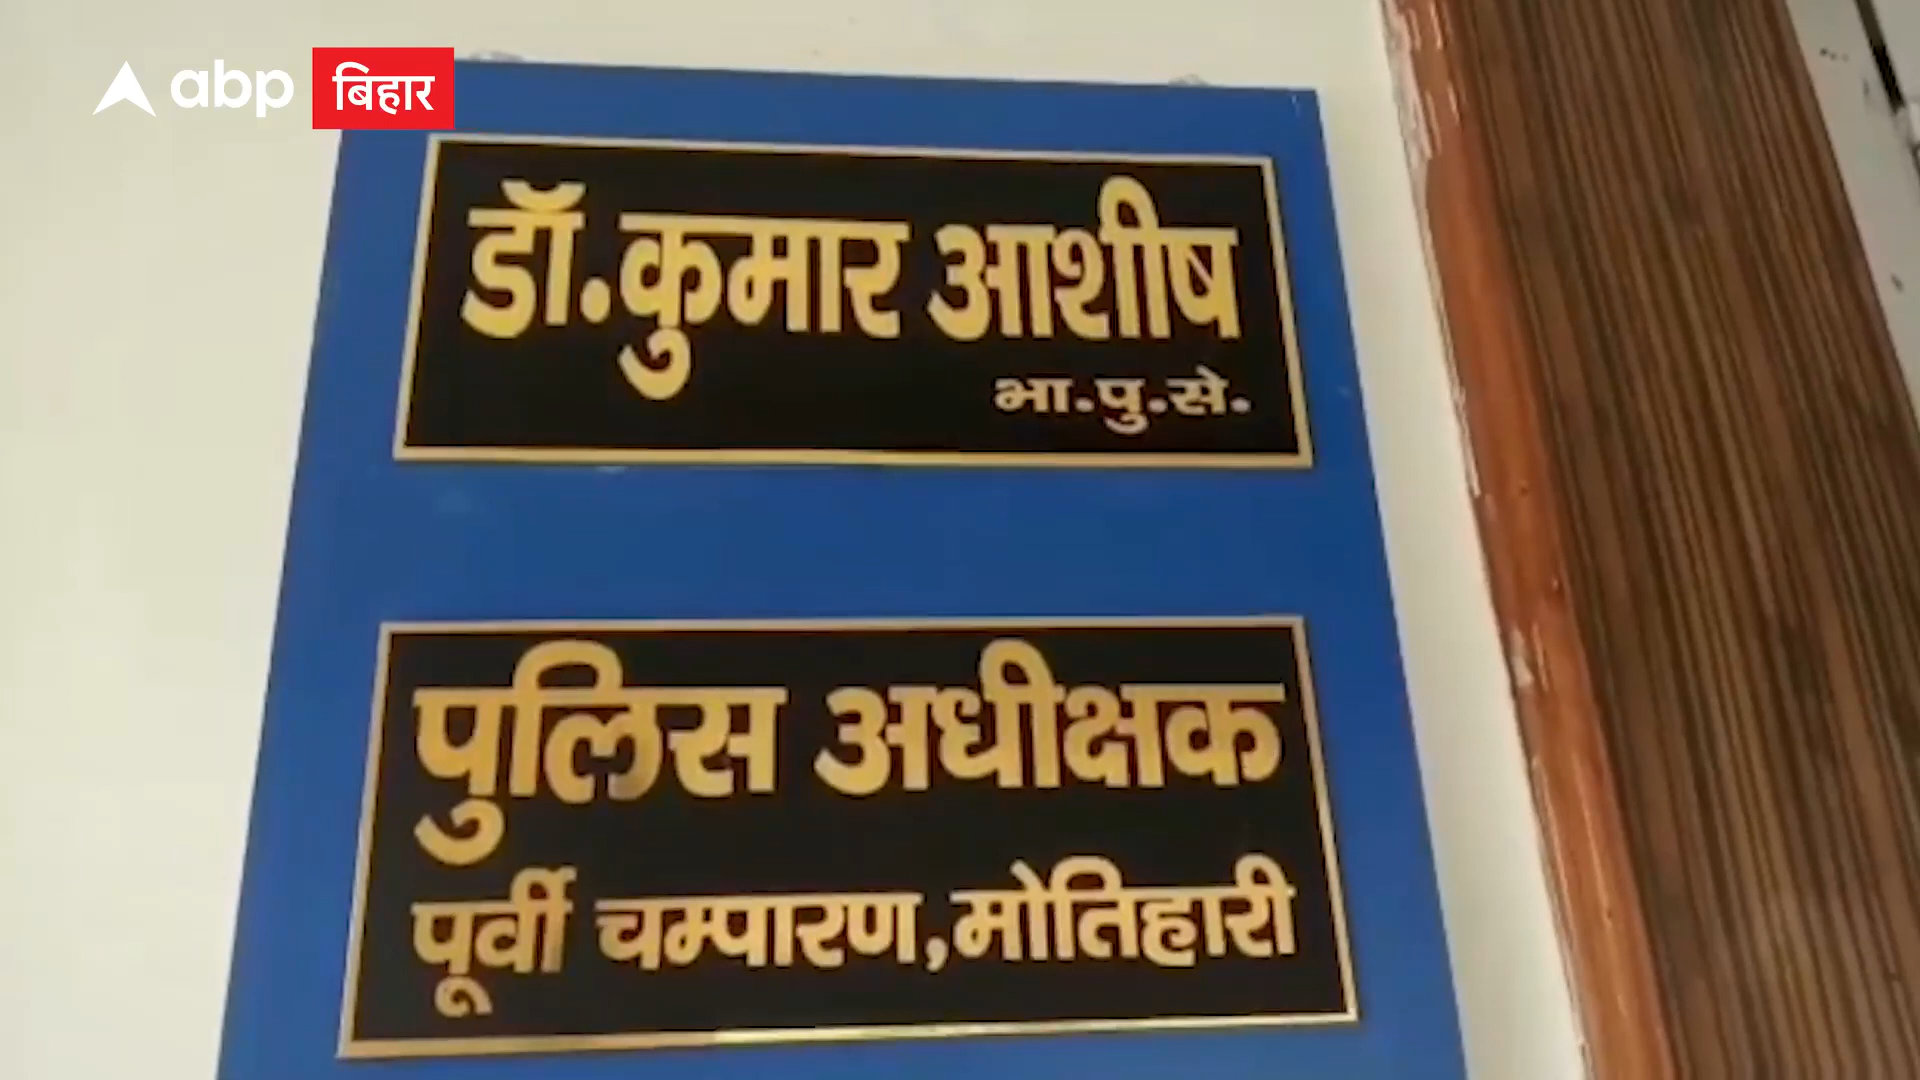 abp बिहार
डॉ.कुमार आशीष
भा.पु.से.
पुलिस अधीक्षक
पूर्वी चम्पारण,मोतिहारी